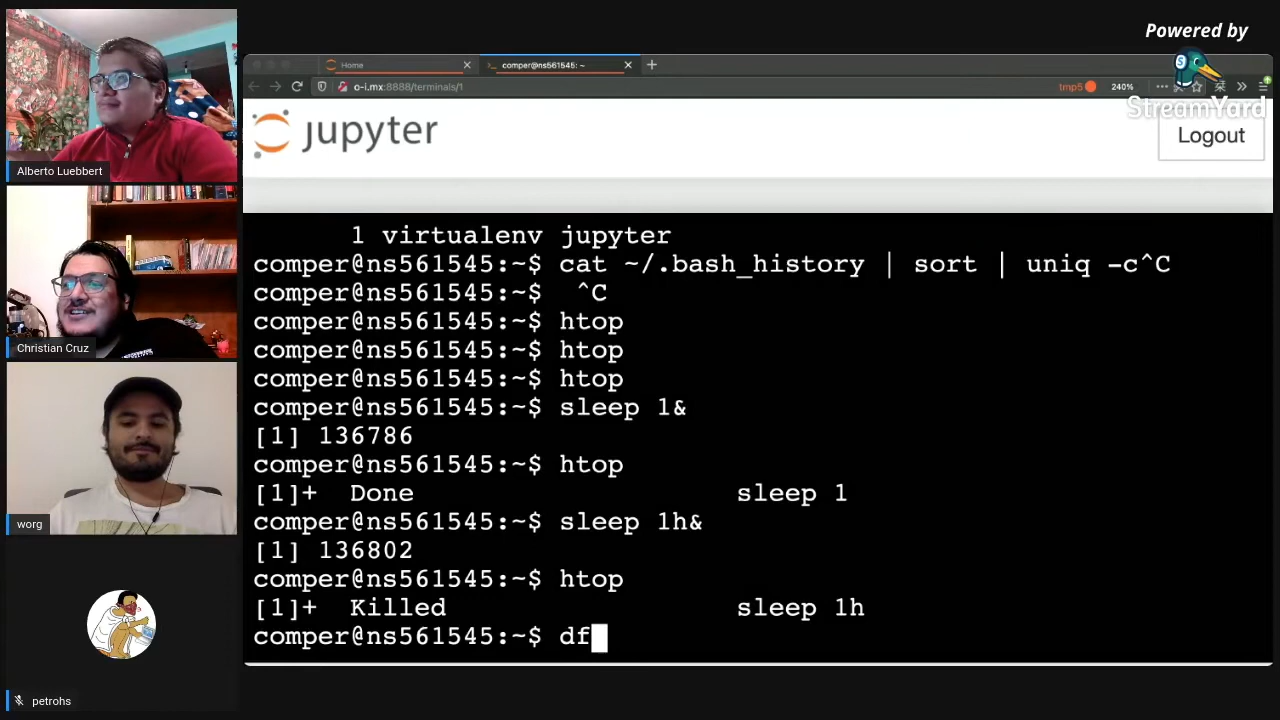 Powered by
StreamYard
Home
comper@ns561545: ~
o-i.mx:8888/terminals/1
tmp5
240%
jupyter
Logout
1 virtualenv jupyter
comper@ns561545:~$ cat ~/.bash_history | sort | uniq -c^C
comper@ns561545:~$  ^C
comper@ns561545:~$ htop
comper@ns561545:~$ htop
comper@ns561545:~$ htop
comper@ns561545:~$ sleep 1&
[1] 136786
comper@ns561545:~$ htop
[1]+  Done                    sleep 1
comper@ns561545:~$ sleep 1h&
[1] 136802
comper@ns561545:~$ htop
[1]+  Killed                  sleep 1h
comper@ns561545:~$ df
Alberto Luebbert
Christian Cruz
worg
petrohs